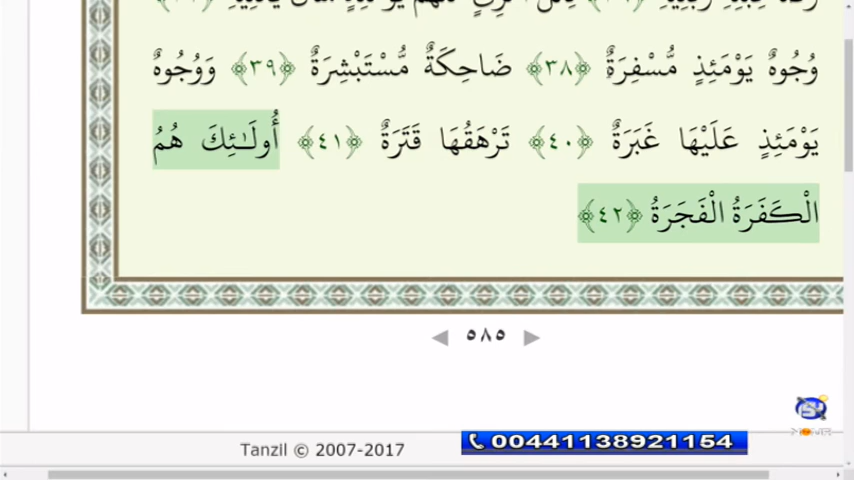 وُجُوهٌ يَوْمَئِذٍ مُّسْفِرَةٌ ﴿٣٨﴾ ضَاحِكَةٌ مُّسْتَبْشِرَةٌ ﴿٣٩﴾ وَوُجُوهٌ
يَوْمَئِذٍ عَلَيْهَا غَبَرَةٌ ﴿٤٠﴾ تَرْهَقُهَا قَتَرَةٌ ﴿٤١﴾ أُولَـٰئِكَ هُمُ
الْكَفَرَةُ الْفَجَرَةُ ﴿٤٢﴾
٥٨٥
Tanzil © 2007-2017
00441138921154